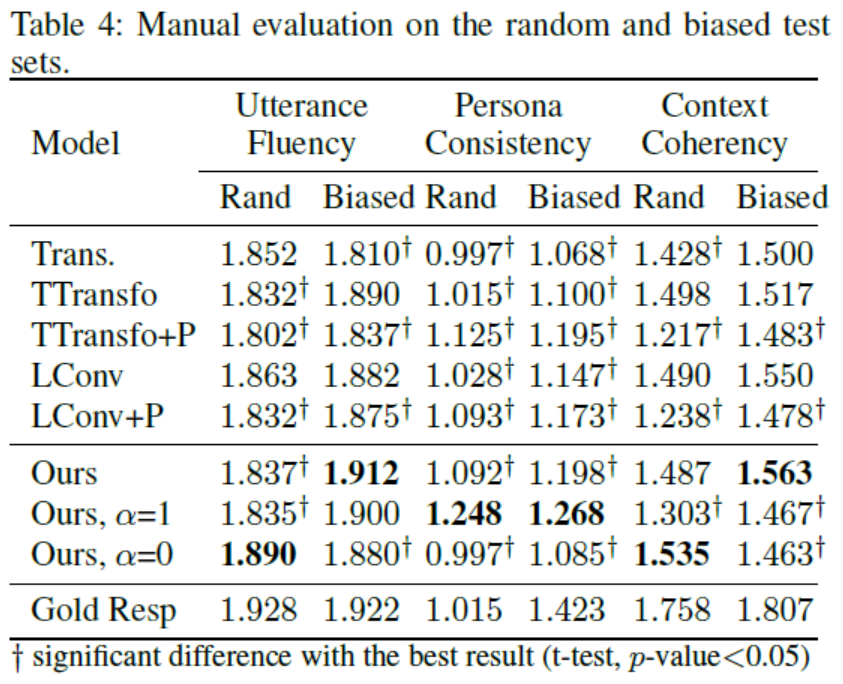 Table 4: Manual evaluation on the random and biased test
sets.
Model Utterance Fluency Persona Consistency Context Coherency
Rand Biased Rand Biased Rand Biased
Trans. 1.852 1.810† 0.997† 1.068† 1.428† 1.500
TTransfo 1.832† 1.890 1.015† 1.100† 1.498 1.517
TTransfo+P 1.802† 1.837† 1.125† 1.195† 1.217† 1.483†
LConv 1.863 1.882 1.028† 1.147† 1.490 1.550
LConv+P 1.832† 1.875† 1.093† 1.173† 1.238† 1.478†
Ours 1.837† 1.912 1.092† 1.198† 1.487 1.563
Ours, α=1 1.835† 1.900 1.248 1.268 1.303† 1.467†
Ours, α=0 1.890 1.880† 0.997† 1.085† 1.535 1.463†
Gold Resp 1.928 1.922 1.015 1.423 1.758 1.807
† significant difference with the best result (t-test, p-value<0.05)